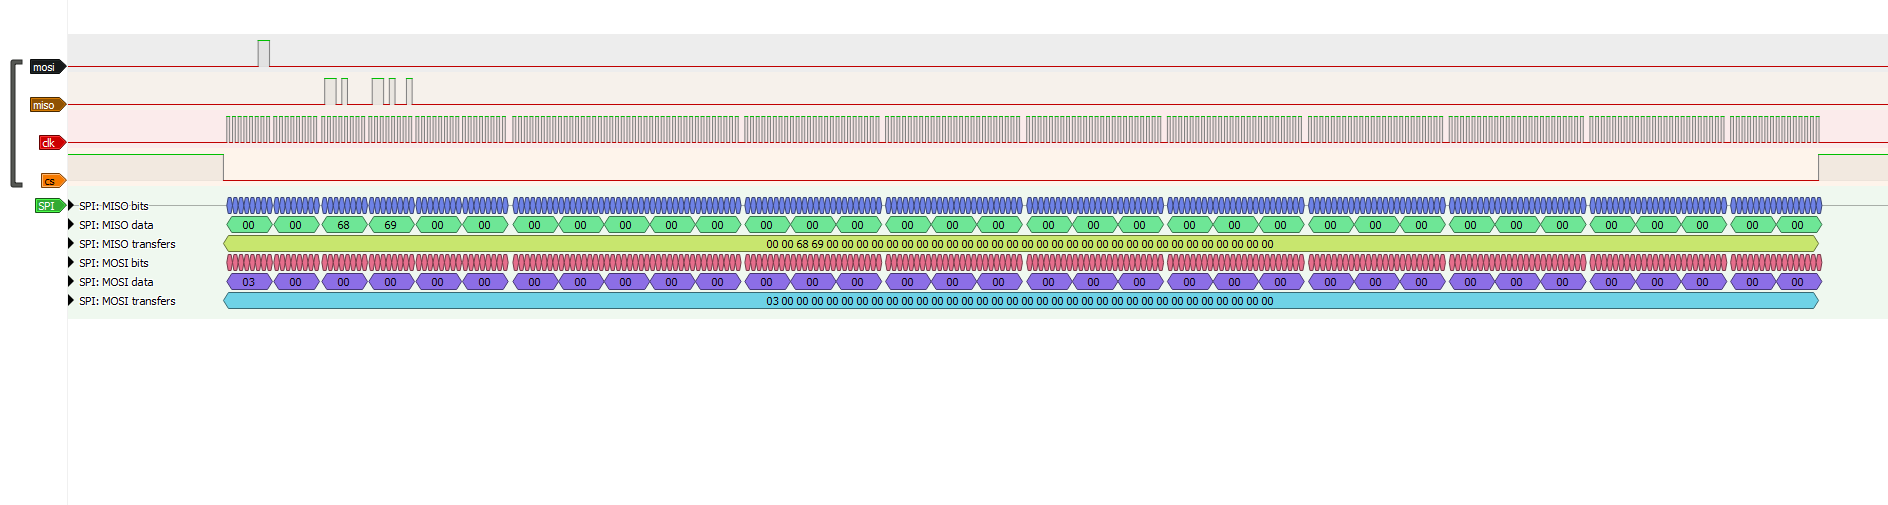 mosi
miso
clk
cs
SPI SPI: MISO bits
SPI: MISO data 00 00 68 69 00 00 00 00 00 00 00 00 00 00 00 00 00 00 00 00 00 00 00 00 00 00 00 00 00 00 00 00 00 00
SPI: MISO transfers 00 00 68 69 00 00 00 00 00 00 00 00 00 00 00 00 00 00 00 00 00 00 00 00 00 00 00 00 00 00 00 00 00 00
SPI: MOSI bits
SPI: MOSI data 03 00 00 00 00 00 00 00 00 00 00 00 00 00 00 00 00 00 00 00 00 00 00 00 00 00 00 00 00 00 00 00 00 00
SPI: MOSI transfers 03 00 00 00 00 00 00 00 00 00 00 00 00 00 00 00 00 00 00 00 00 00 00 00 00 00 00 00 00 00 00 00 00 00